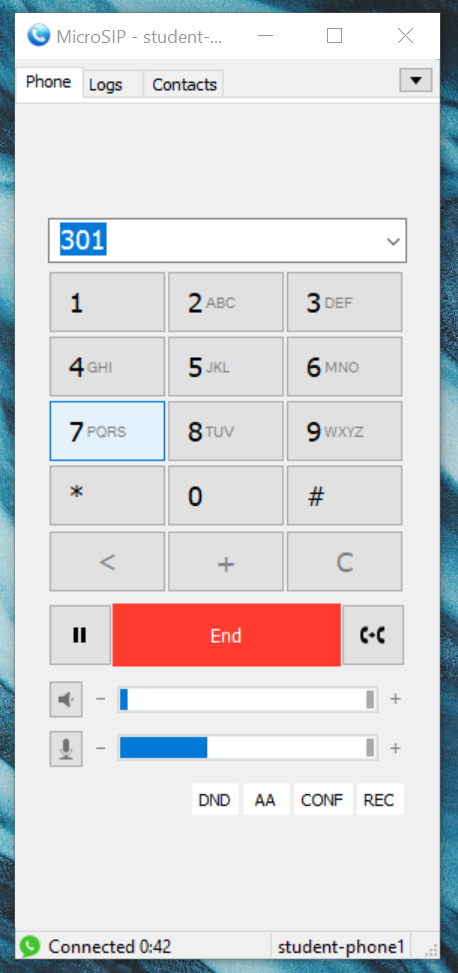 MicroSIP - student-...
Phone Logs Contacts
301
1 2 ABC 3 DEF
4 GHI 5 JKL 6 MNO
7 PQRS 8 TUV 9 WXYZ
* 0 #
< + C
End
- +
- +
DND AA CONF REC
Connected 0:42 student-phone1